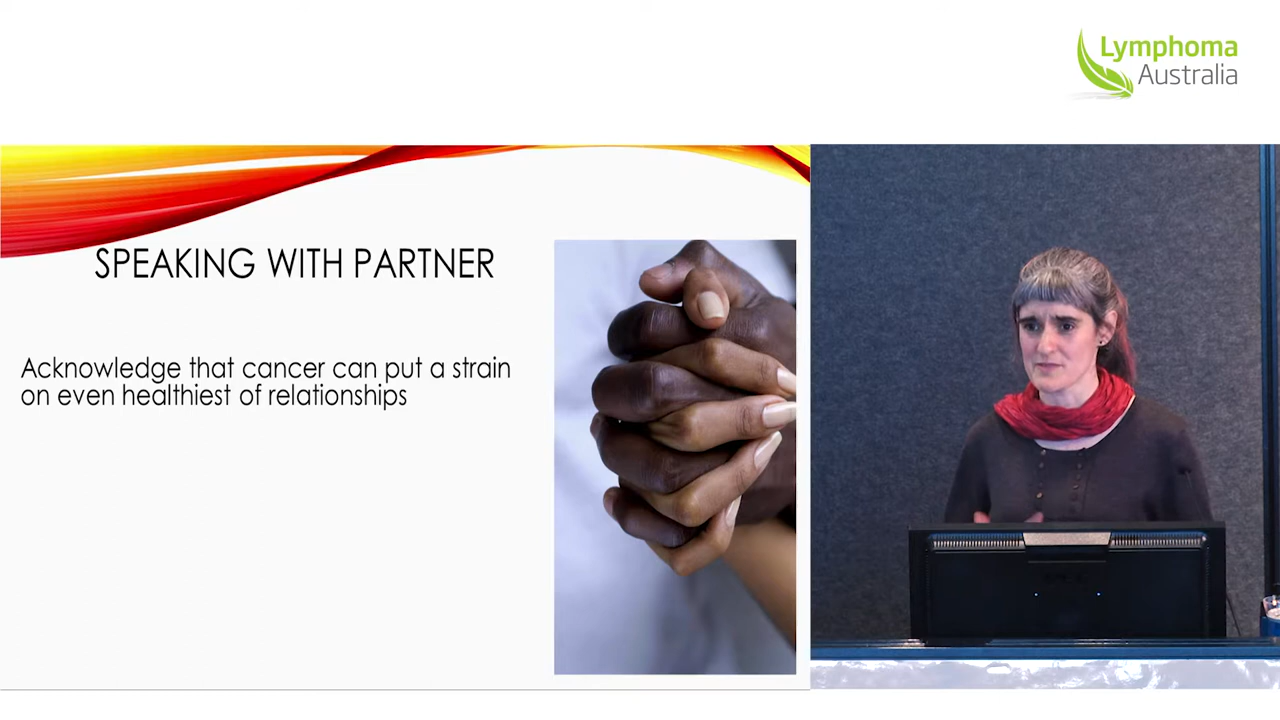 Lymphoma
Australia
SPEAKING WITH PARTNER
Acknowledge that cancer can put a strain
on even healthiest of relationships